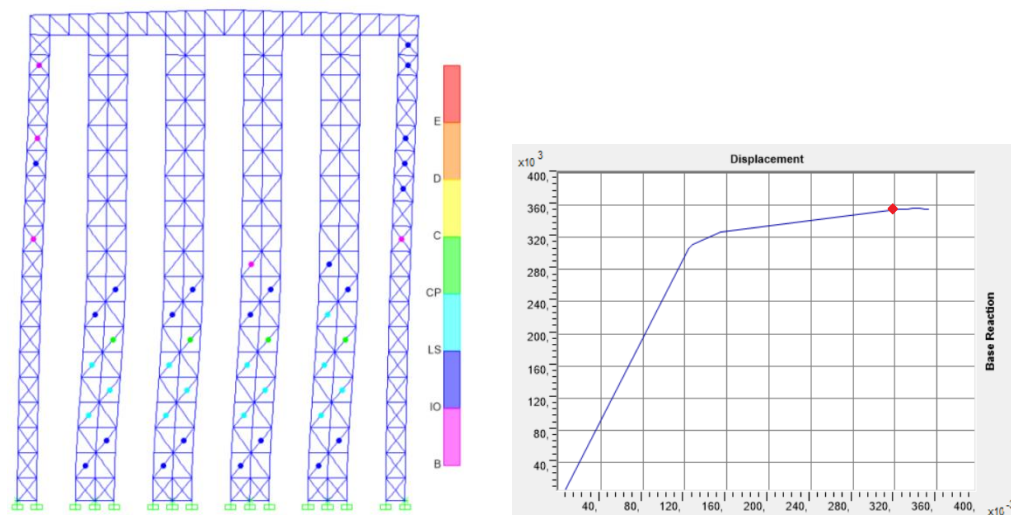 E
D
C
CP
LS
IO
B
x10 3
Displacement
400,
360,
320,
280,
240,
200,
160,
120,
80,
40,
Base Reaction
40, 80, 120, 160, 200, 240, 280, 320, 360, 400,